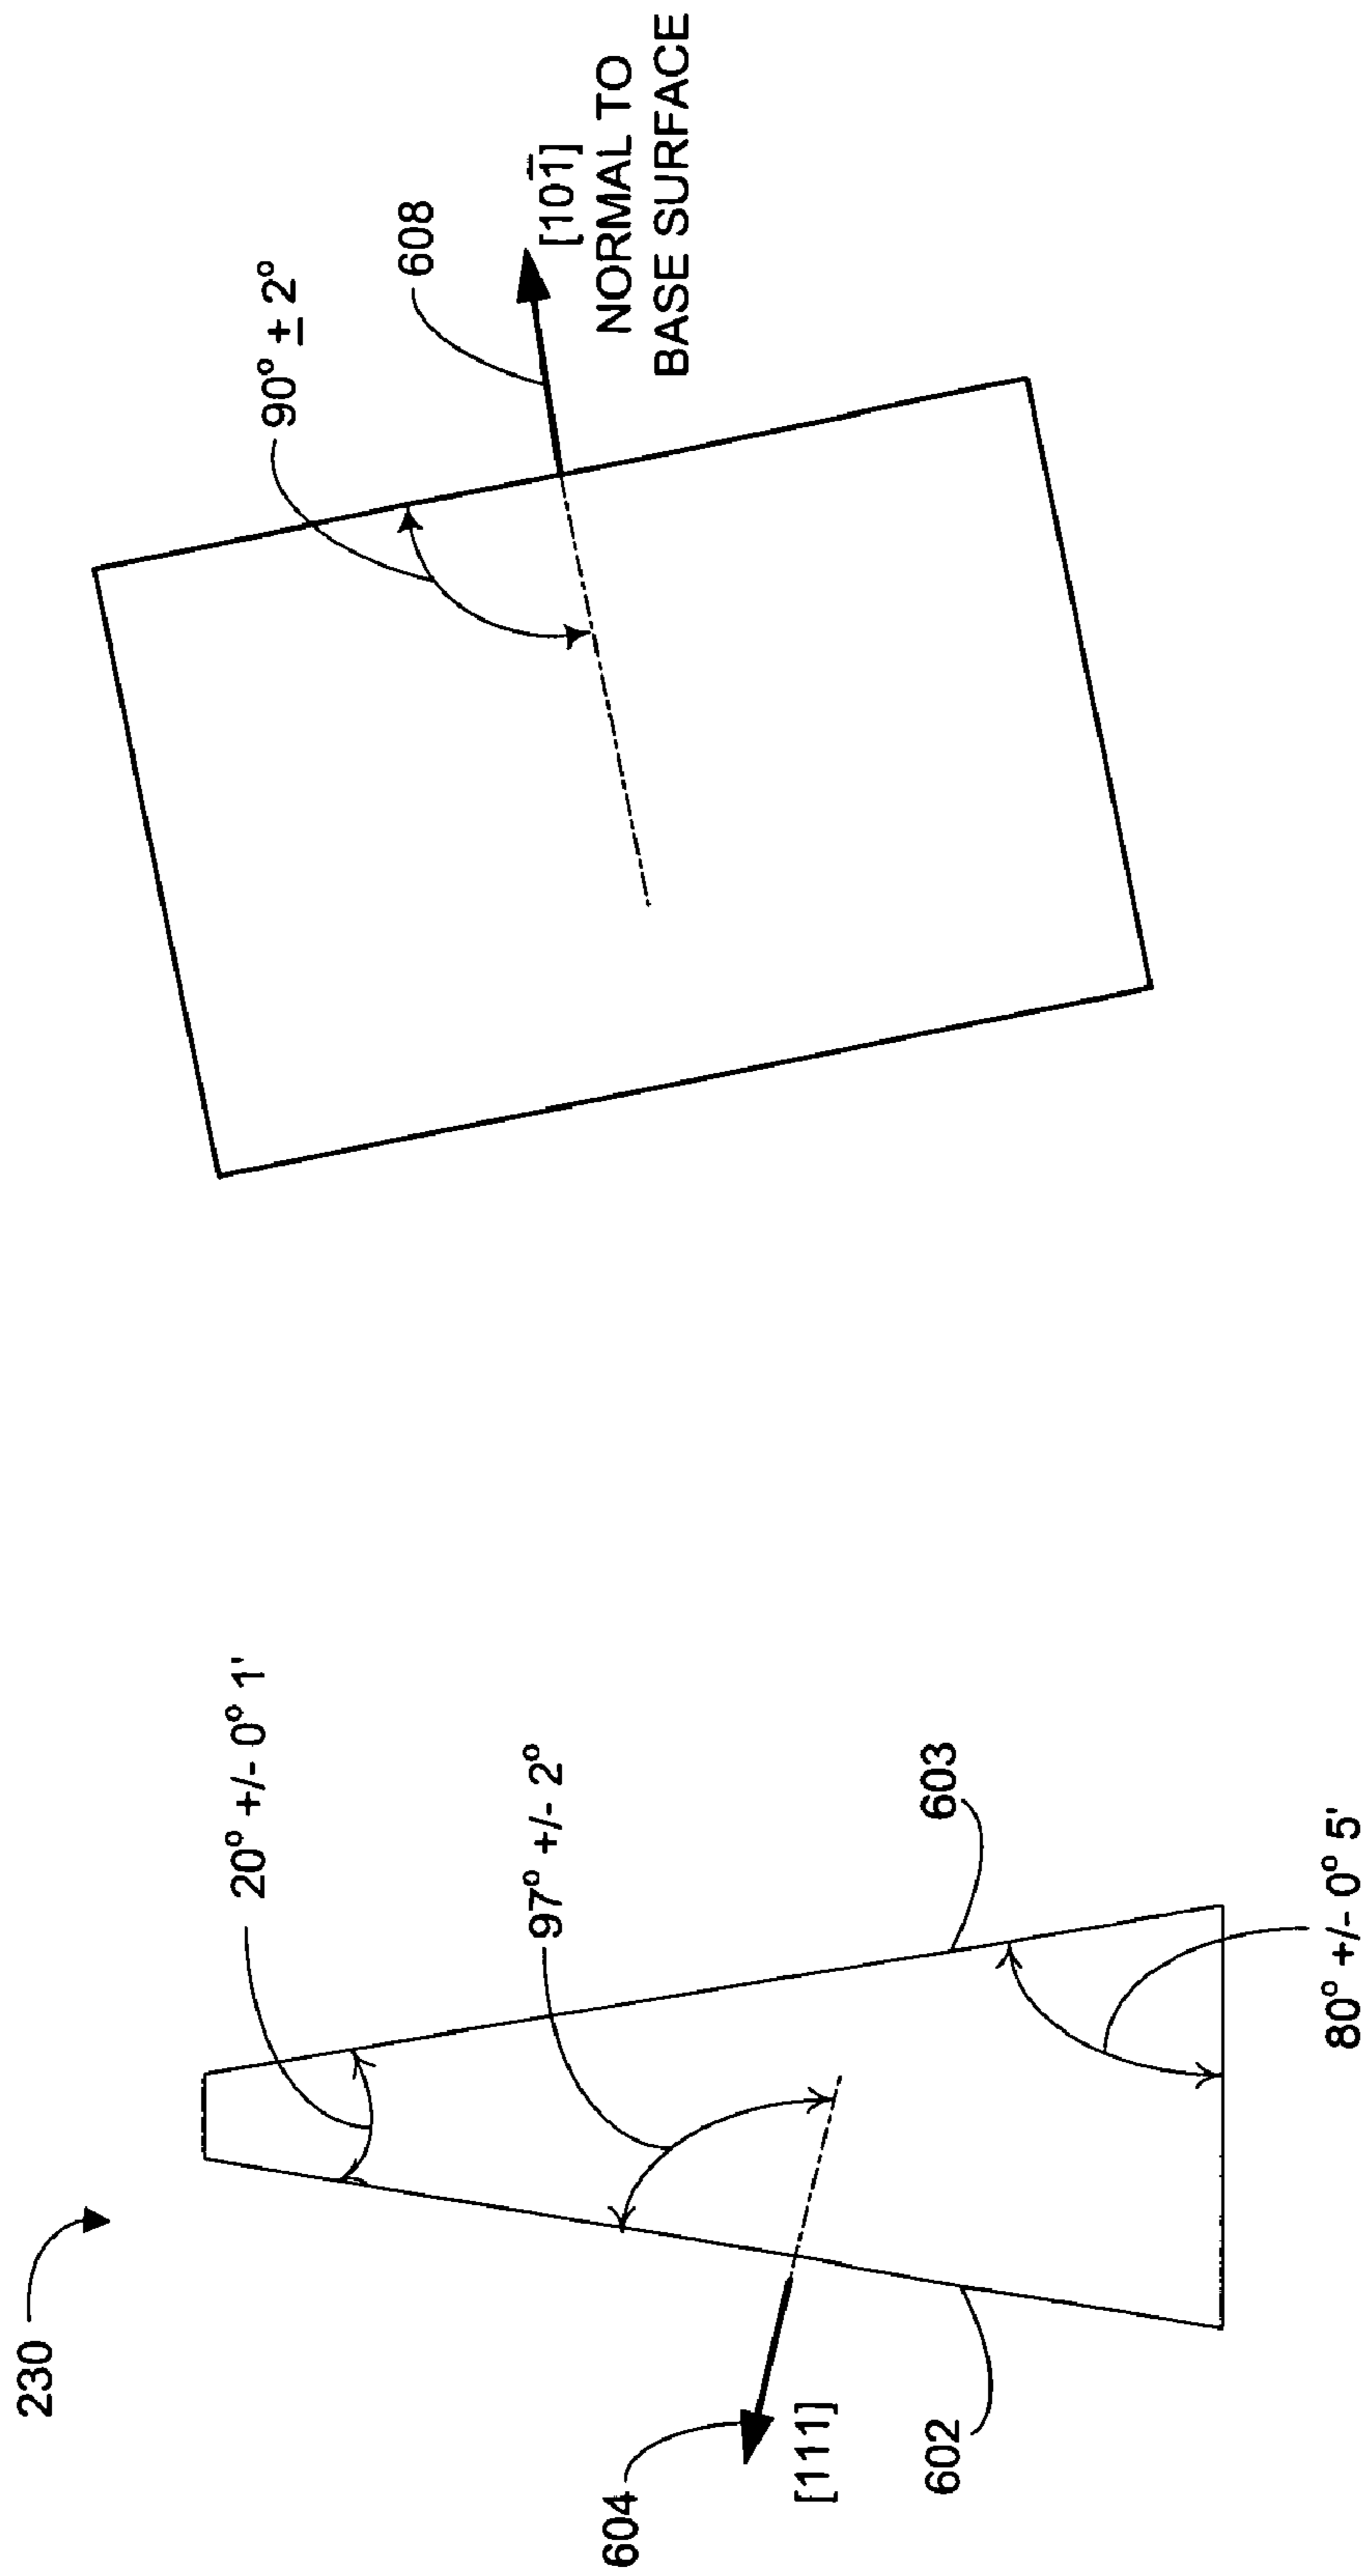 230
20° +/- 0° 1'
97° +/- 2°
604
[111]
602
603
80° +/- 0° 5'
90° ± 2°
608
[101̄]
NORMAL TO
BASE SURFACE